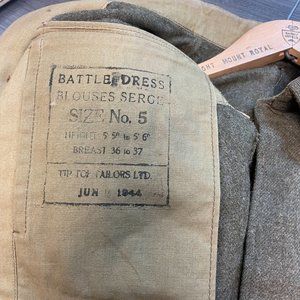 BATTLE DRESS
BLOUSES SERGE
SIZE No. 5
HEIGHT 5' 5" to 5' 6"
BREAST 36 to 37
TIP TOP TAILORS LTD.
JUN 1944
MOUNT ROYAL